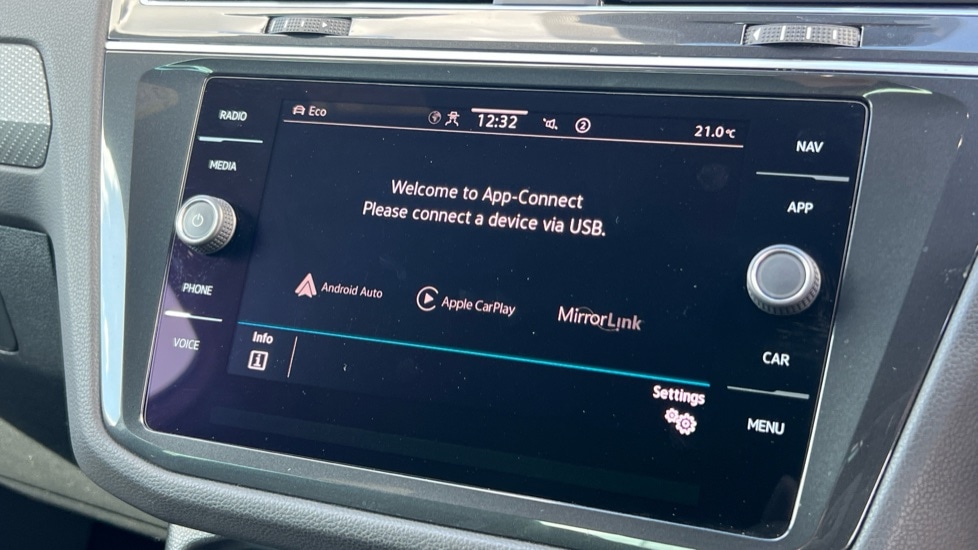 RADIO
MEDIA
PHONE
VOICE
Eco
12:32
2
21.0°C
Welcome to App-Connect
Please connect a device via USB.
Android Auto
Apple CarPlay
MirrorLink
Info
i
Settings
NAV
APP
CAR
MENU